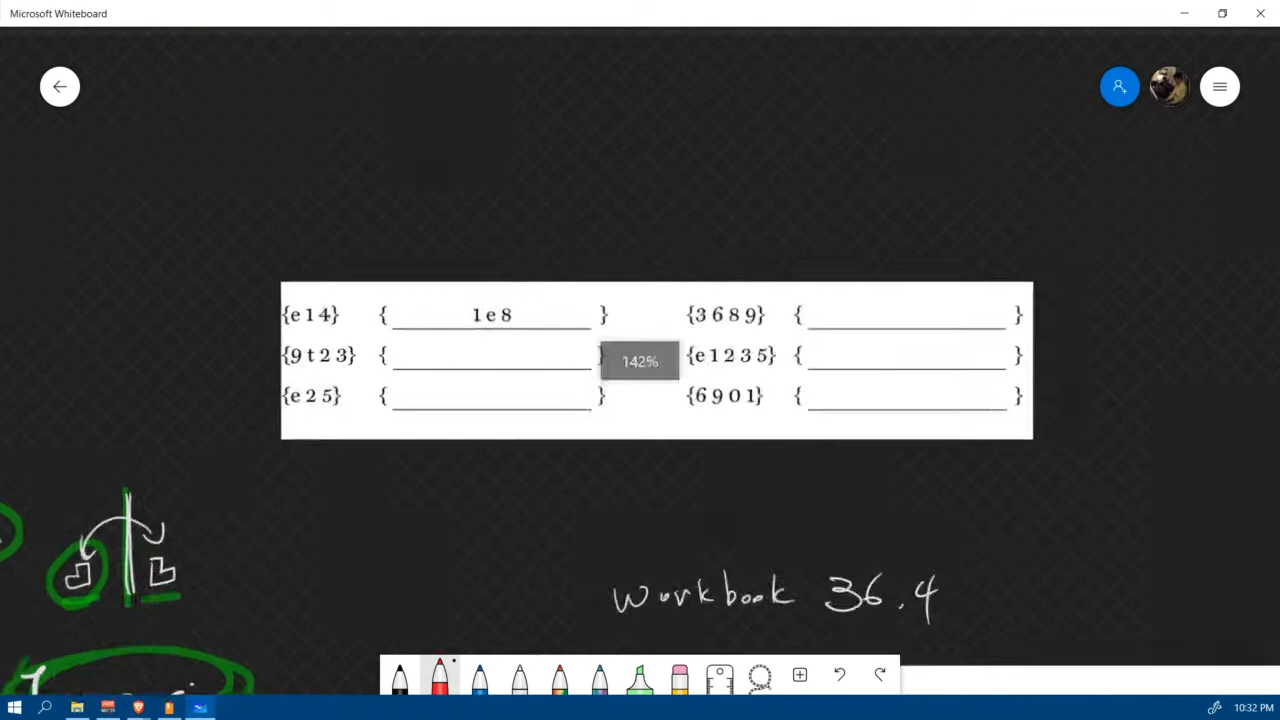 Microsoft Whiteboard
{e 1 4} { 1 e 8 } {3 6 8 9} { }
142%
{9 t 2 3} { } {e 1 2 3 5} { }
{e 2 5} { } {6 9 0 1} { }
workbook 36.4
10:32 PM